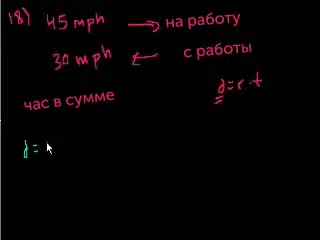 18) 45 mph → на работу
30 mph ← с работы
час в сумме
d = r · t
d =